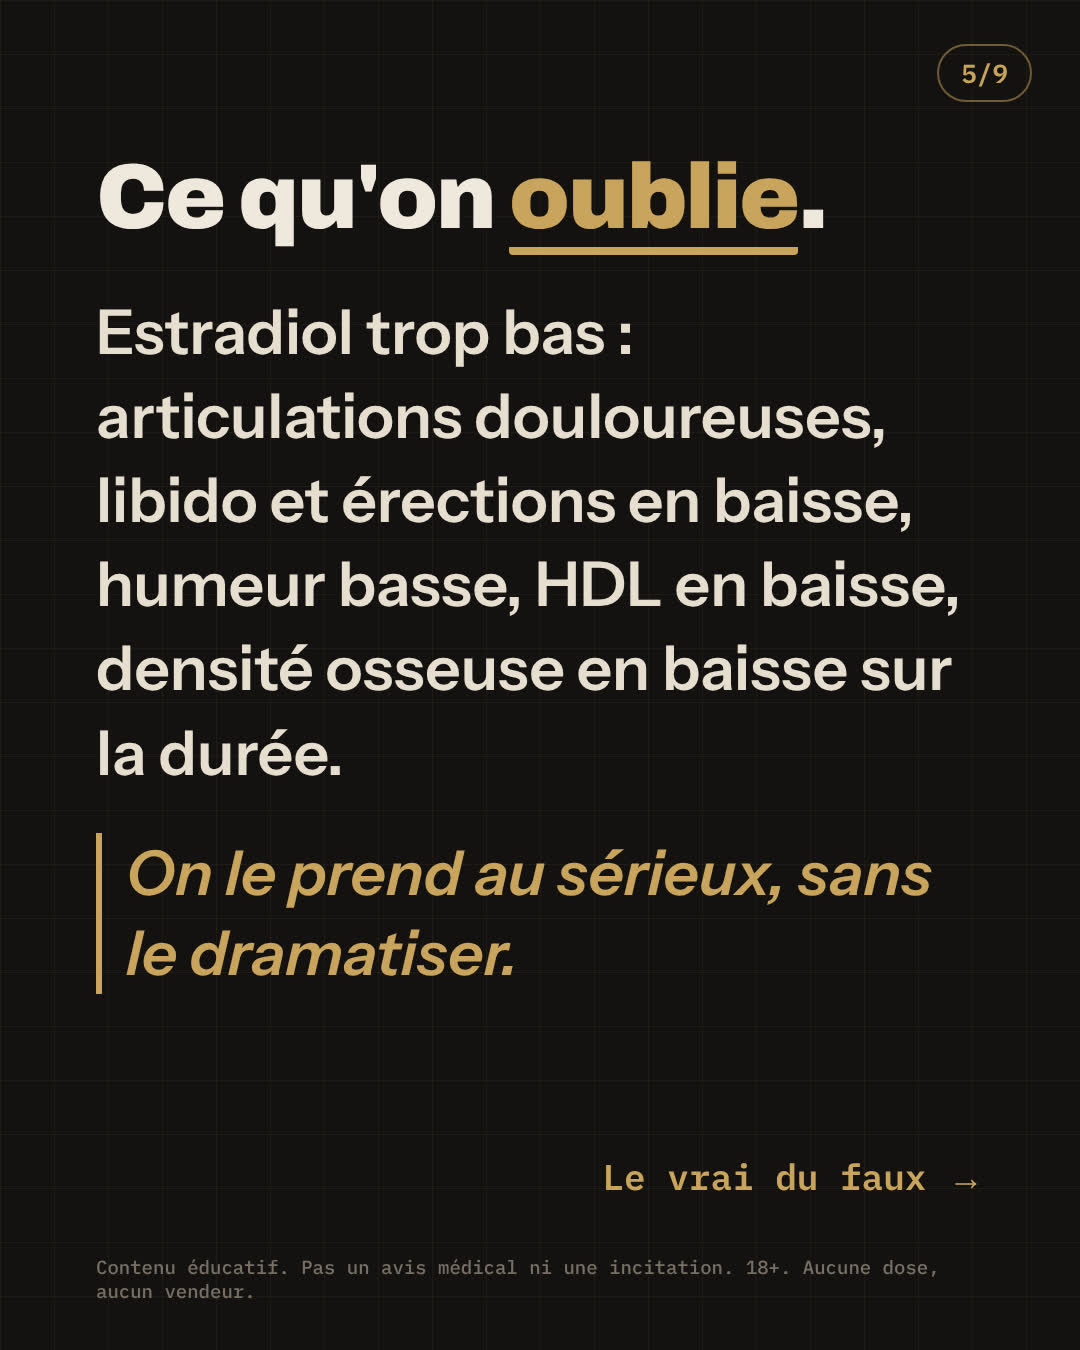 5/9
Ce qu'on oublie.
Estradiol trop bas :
articulations douloureuses,
libido et érections en baisse,
humeur basse, HDL en baisse,
densité osseuse en baisse sur
la durée.
On le prend au sérieux, sans
le dramatiser.
Le vrai du faux →
Contenu éducatif. Pas un avis médical ni une incitation. 18+. Aucune dose,
aucun vendeur.